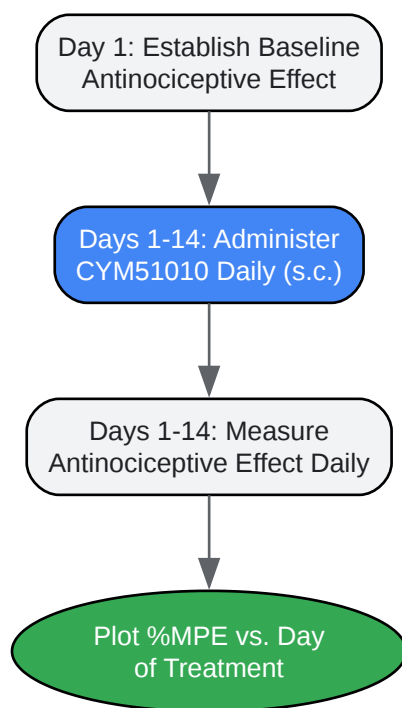 Day 1: Establish Baseline
Antinociceptive Effect
Days 1-14: Administer
CYM51010 Daily (s.c.)
Days 1-14: Measure
Antinociceptive Effect Daily
Plot %MPE vs. Day
of Treatment